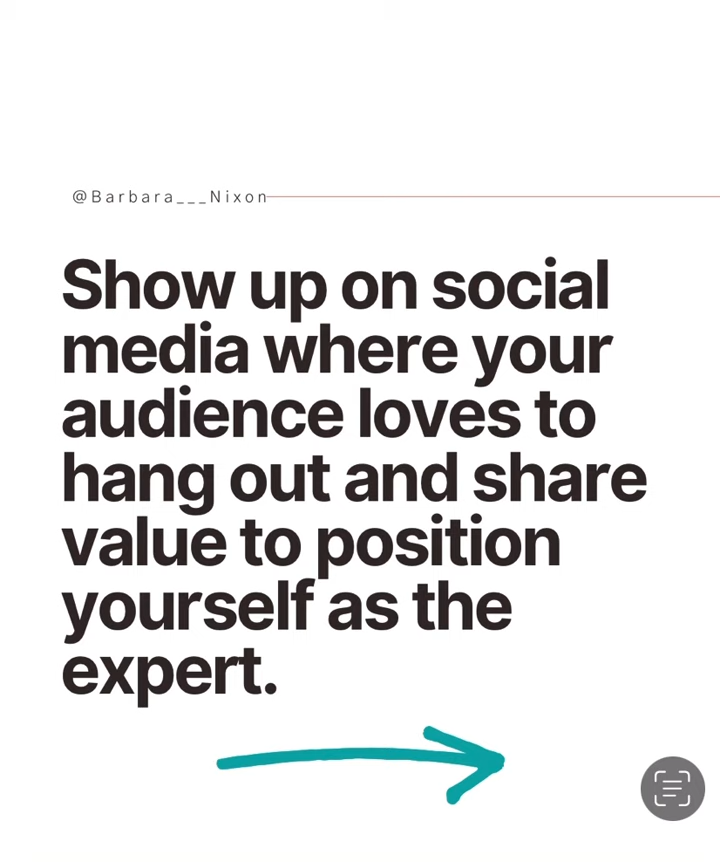 @Barbara___Nixon
Show up on social
media where your
audience loves to
hang out and share
value to position
yourself as the
expert.